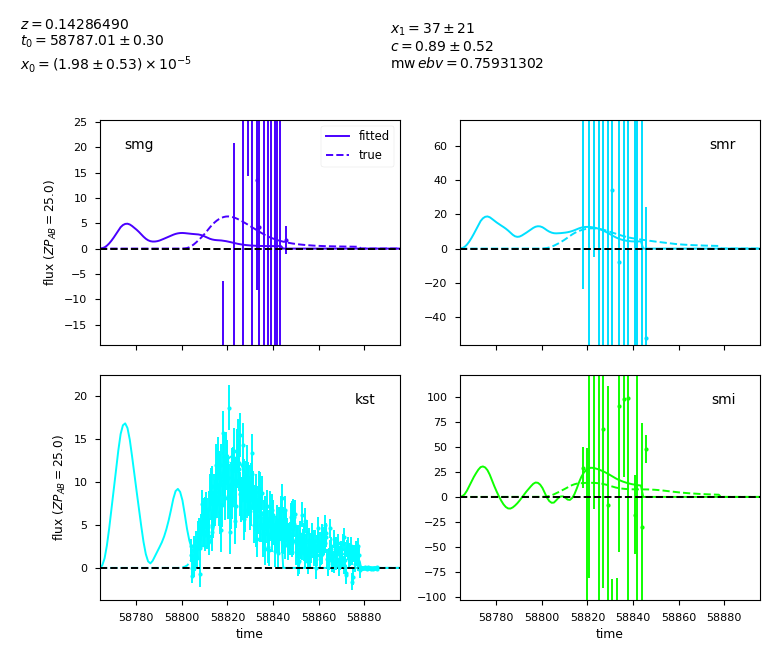 z = 0.14286490
t₀ = 58787.01 ± 0.30
x₀ = (1.98 ± 0.53) × 10⁻⁵
x₁ = 37 ± 21
c = 0.89 ± 0.52
mw ebv = 0.75931302
smg
fitted
true
25
20
15
10
5
0
−5
−10
−15
flux (ZP_AB = 25.0)
smr
60
40
20
0
−20
−40
kst
20
15
10
5
0
flux (ZP_AB = 25.0)
58780 58800 58820 58840 58860 58880
time
smi
100
75
50
25
0
−25
−50
−75
−100
58780 58800 58820 58840 58860 58880
time